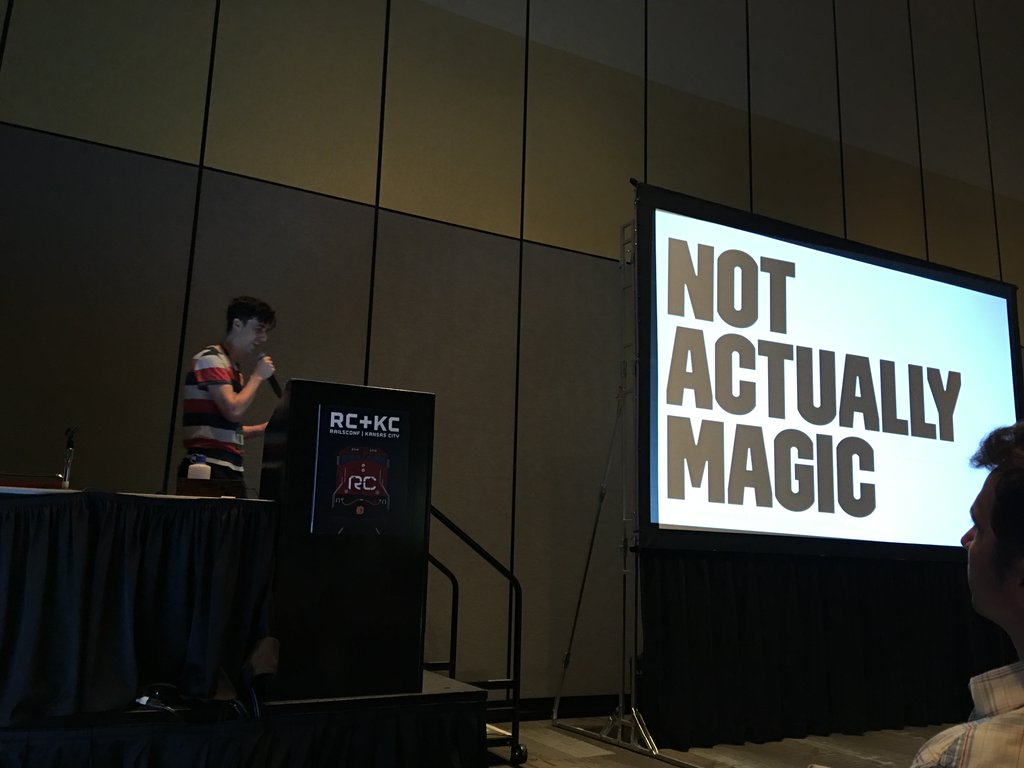 RC+KC
RAILSCONF | KANSAS CITY
RC
NOT
ACTUALLY
MAGIC